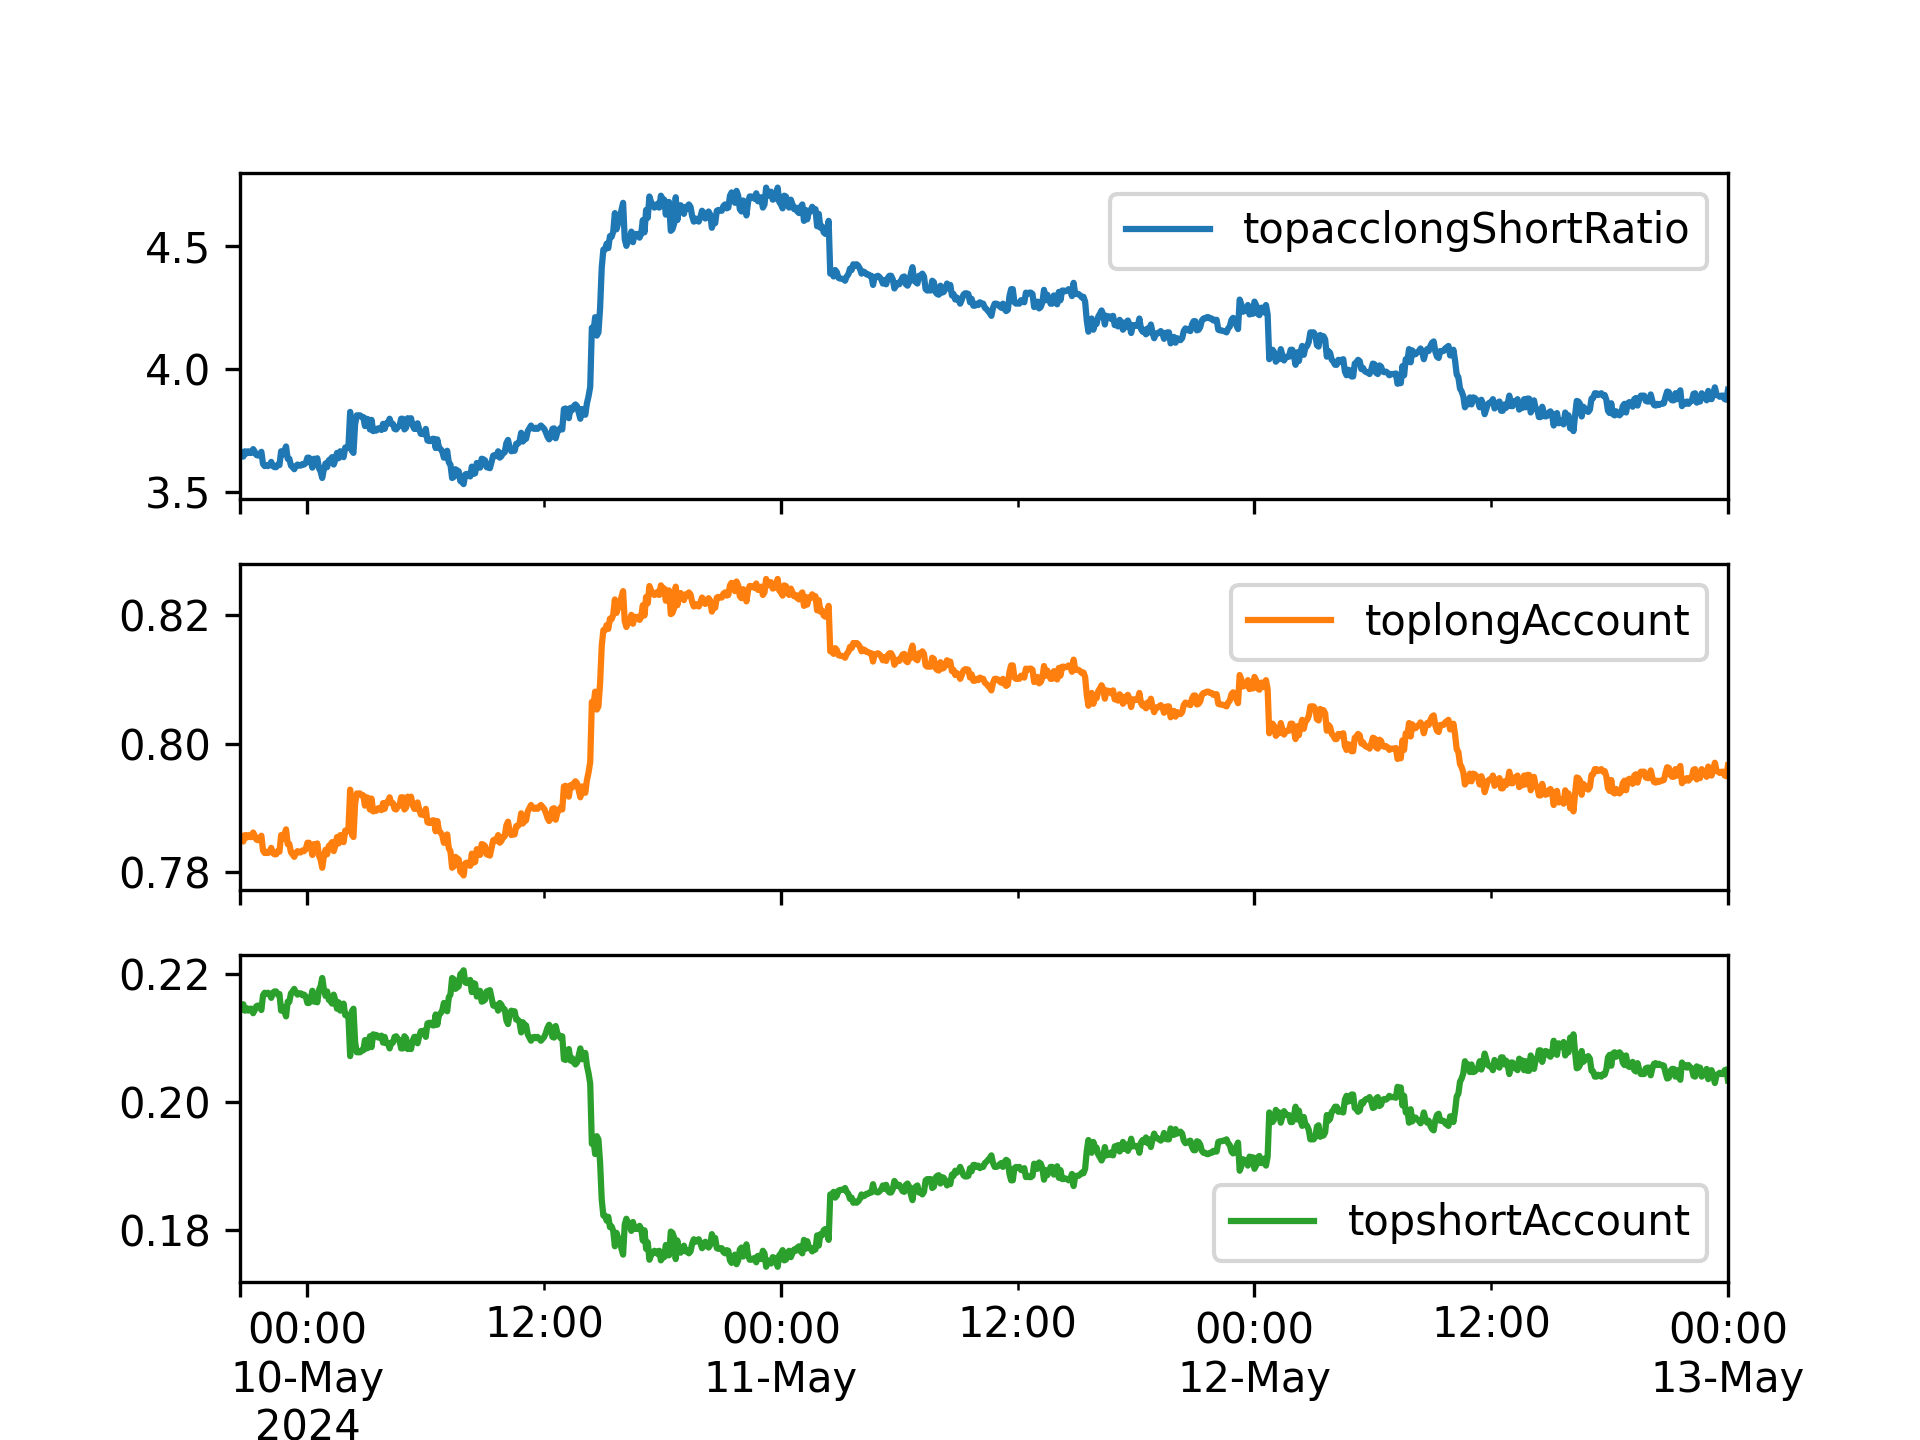 topacclongShortRatio
4.5
4.0
3.5
toplongAccount
0.82
0.80
0.78
0.22
0.20
0.18
topshortAccount
00:00 12:00 00:00 12:00 00:00 12:00 00:00
10-May 11-May 12-May 13-May
2024